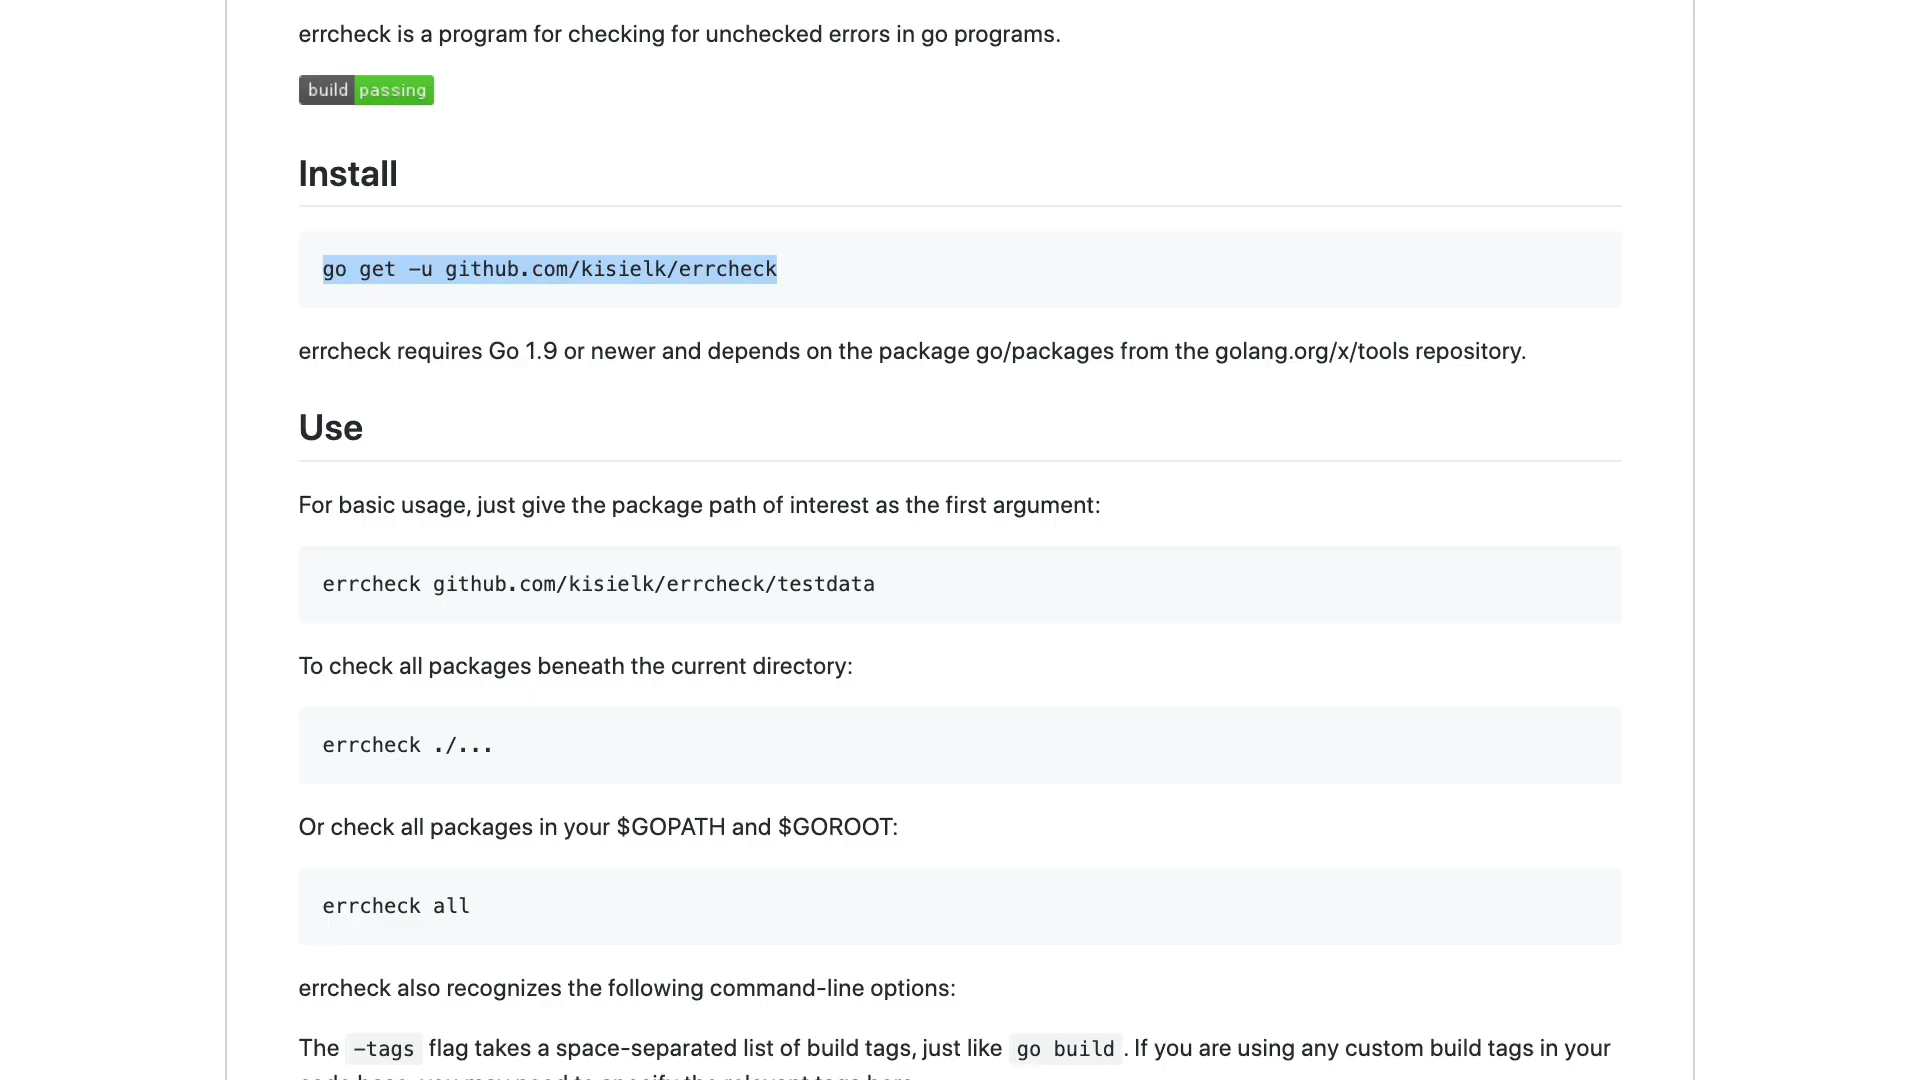 errcheck is a program for checking for unchecked errors in go programs.
build passing
Install
go get -u github.com/kisielk/errcheck
errcheck requires Go 1.9 or newer and depends on the package go/packages from the golang.org/x/tools repository.
Use
For basic usage, just give the package path of interest as the first argument:
errcheck github.com/kisielk/errcheck/testdata
To check all packages beneath the current directory:
errcheck ./...
Or check all packages in your $GOPATH and $GOROOT:
errcheck all
errcheck also recognizes the following command-line options:
The -tags flag takes a space-separated list of build tags, just like go build. If you are using any custom build tags in your